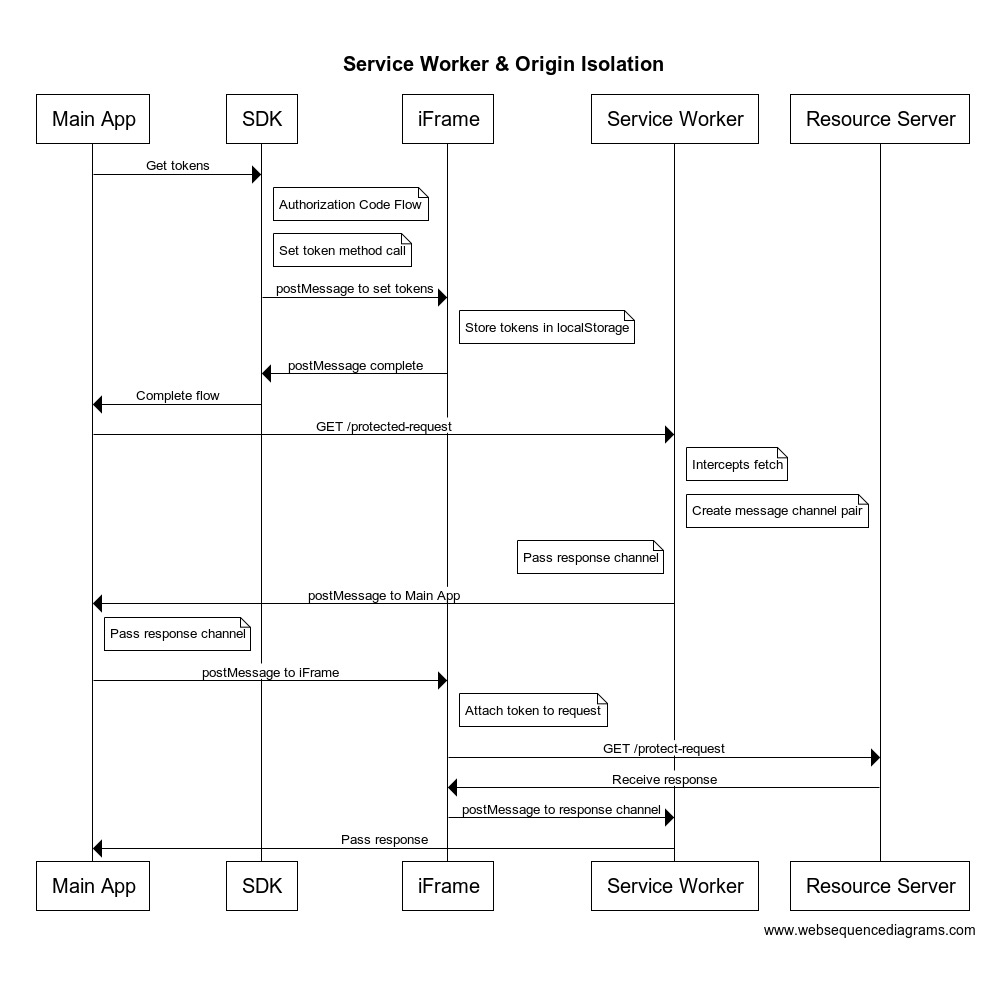 Service Worker & Origin Isolation
Main App
SDK
iFrame
Service Worker
Resource Server
Get tokens
Authorization Code Flow
Set token method call
postMessage to set tokens
Store tokens in localStorage
postMessage complete
Complete flow
GET /protected-request
Intercepts fetch
Create message channel pair
Pass response channel
postMessage to Main App
Pass response channel
postMessage to iFrame
Attach token to request
GET /protect-request
Receive response
postMessage to response channel
Pass response
Main App
SDK
iFrame
Service Worker
Resource Server
www.websequencediagrams.com